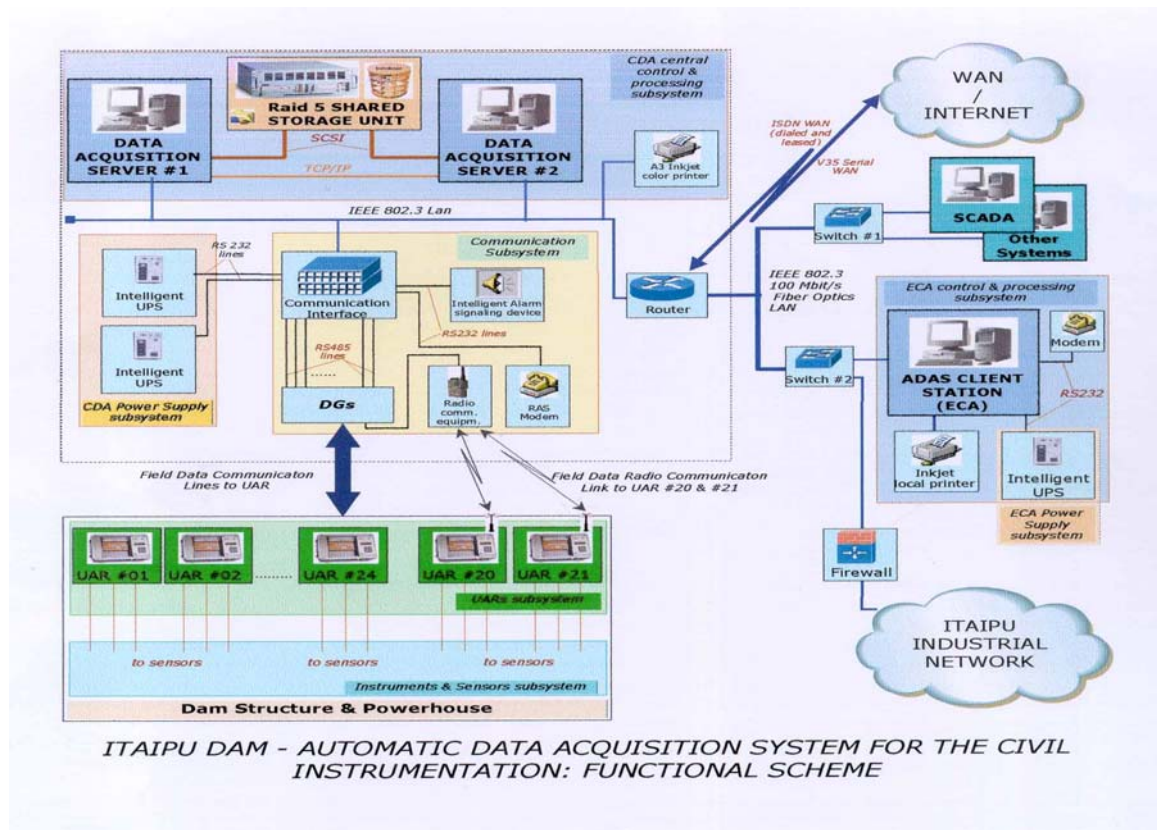 CDA central
control &
processing
subsystem
Raid 5 SHARED
STORAGE UNIT
DATA
ACQUISITION
SERVER #1
SCSI
TCP/IP
DATA
ACQUISITION
SERVER #2
A3 Inkjet
color printer
WAN
/
INTERNET
ISDN WAN
(dialed and
leased)
V35 Serial
WAN
IEEE 802.3 Lan
RS 232
lines
Intelligent
UPS
Intelligent
UPS
CDA Power Supply
subsystem
Communication
Subsystem
Communication
Interface
Intelligent Alarm
signaling device
RS232 lines
RS485
lines
.......
DGs
Radio
comm.
equipm.
RAS
Modem
Router
Switch #1
SCADA
Other
Systems
IEEE 802.3
100 Mbit/s
Fiber Optics
LAN
Switch #2
ECA control & processing
subsystem
ADAS CLIENT
STATION
(ECA)
Modem
RS232
Inkjet
local printer
Intelligent
UPS
ECA Power
Supply
subsystem
Firewall
ITAIPU
INDUSTRIAL
NETWORK
Field Data Communicaton
Lines to UAR
Field Data Radio Communicaton
Link to UAR #20 & #21
UAR #01
UAR #02
........
UAR #24
UAR #20
UAR #21
UARs subsystem
to sensors
to sensors
to sensors
Instruments & Sensors subsystem
Dam Structure & Powerhouse
ITAIPU DAM - AUTOMATIC DATA ACQUISITION SYSTEM FOR THE CIVIL
INSTRUMENTATION: FUNCTIONAL SCHEME